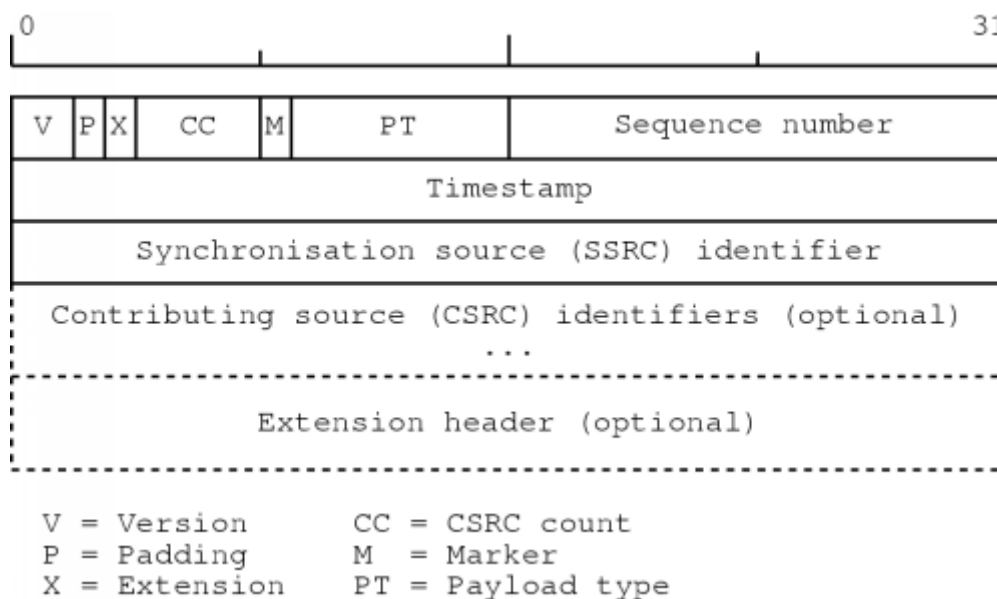 0 31
V P X CC M PT Sequence number
Timestamp
Synchronisation source (SSRC) identifier
Contributing source (CSRC) identifiers (optional)
...
Extension header (optional)
V = Version CC = CSRC count
P = Padding M = Marker
X = Extension PT = Payload type